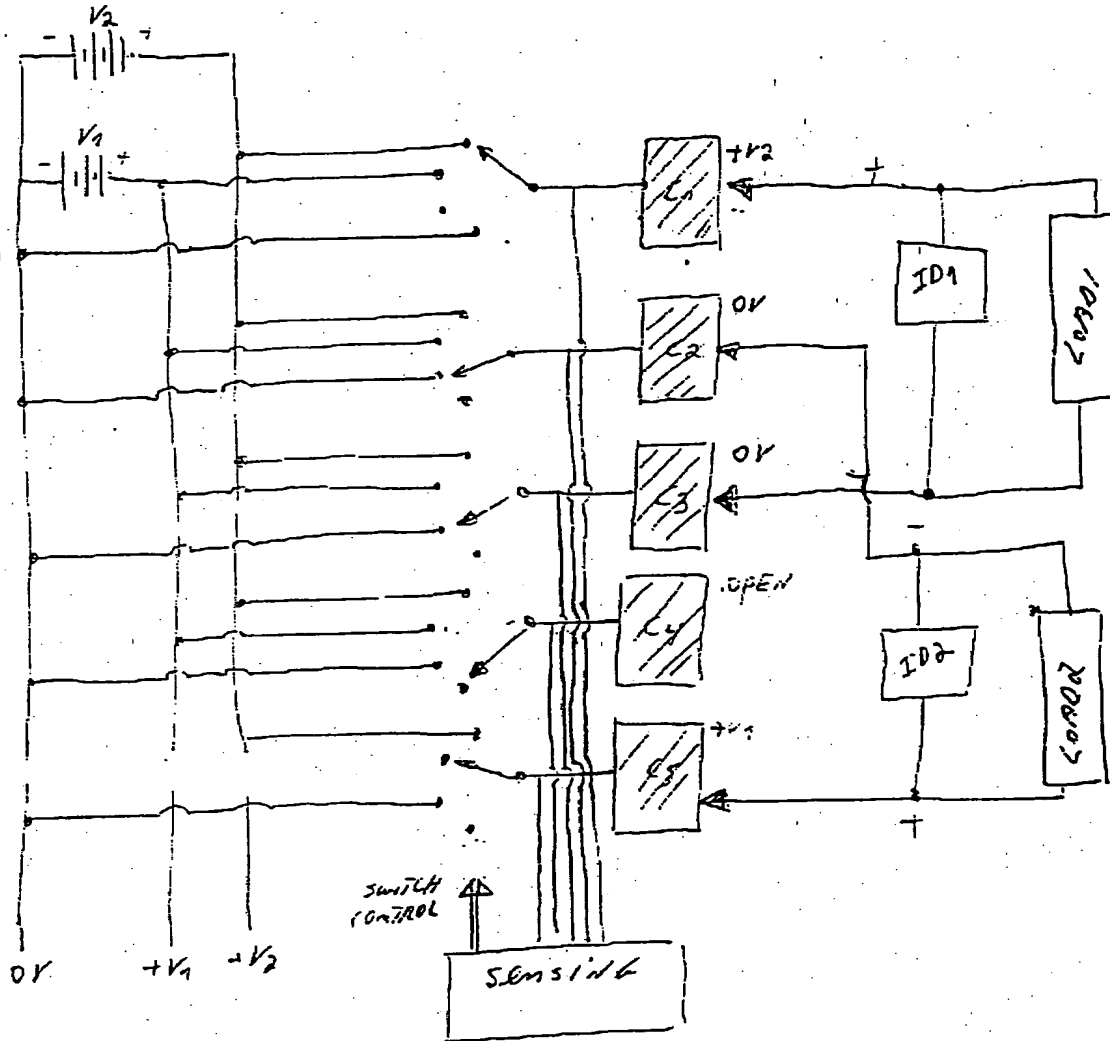 V2
- +
V1
- +
C1
+V2
+
ID1
LOAD1
C2
0V
C3
0V
-
C4
OPEN
ID2
LOAD2
C5
+V1
+
SWITCH
CONTROL
0V
+V1
+V2
SENSING